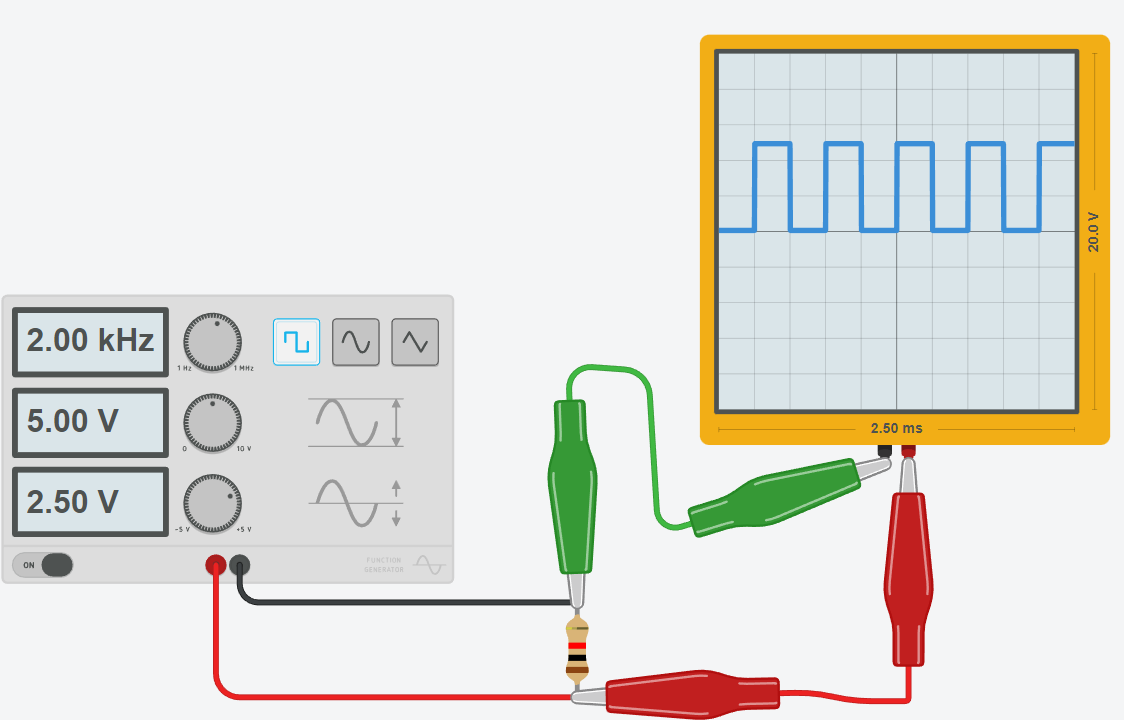 20.0 V
2.50 ms
2.00 kHz
1 Hz
1 MHz
5.00 V
0
10 V
2.50 V
-5 V
+5 V
ON
FUNCTION
GENERATOR